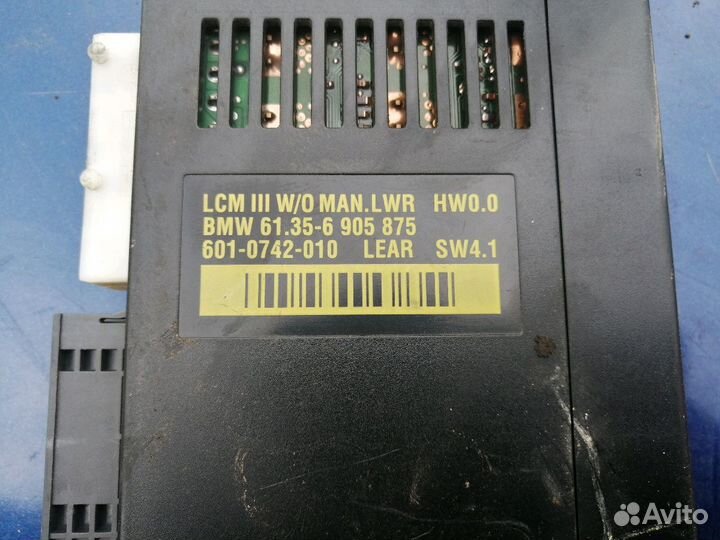 LCM III W/O MAN.LWR HW0.0
BMW 61.35-6 905 875
601-0742-010 LEAR SW4.1
Avito